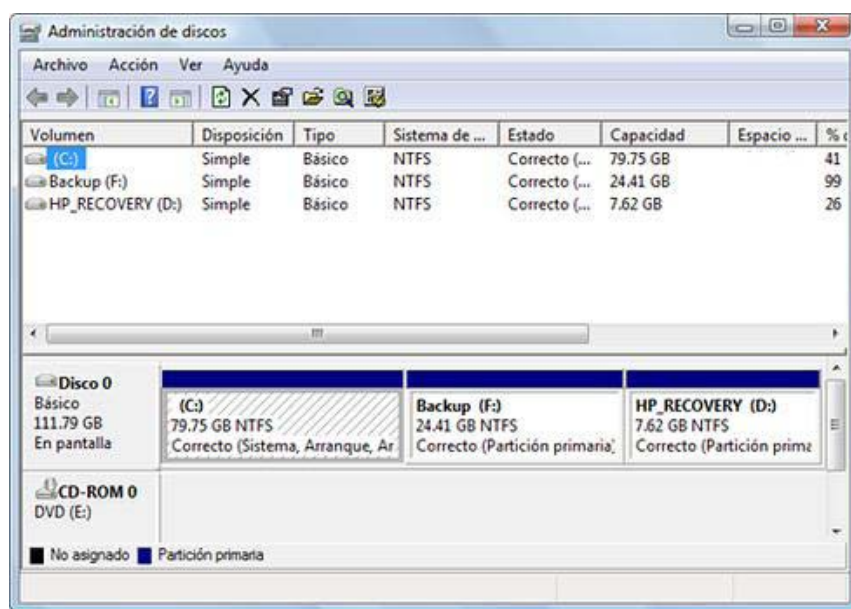 Administración de discos
Archivo Acción Ver Ayuda
Volumen Disposición Tipo Sistema de ... Estado Capacidad Espacio ... %
(C:) Simple Básico NTFS Correcto (... 79.75 GB 41
Backup (F:) Simple Básico NTFS Correcto (... 24.41 GB 99
HP_RECOVERY (D:) Simple Básico NTFS Correcto (... 7.62 GB 26
Disco 0
Básico
111.79 GB
En pantalla
(C:)
79.75 GB NTFS
Correcto (Sistema, Arranque, Ar
Backup (F:)
24.41 GB NTFS
Correcto (Partición primaria)
HP_RECOVERY (D:)
7.62 GB NTFS
Correcto (Partición prima
CD-ROM 0
DVD (E:)
No asignado Partición primaria